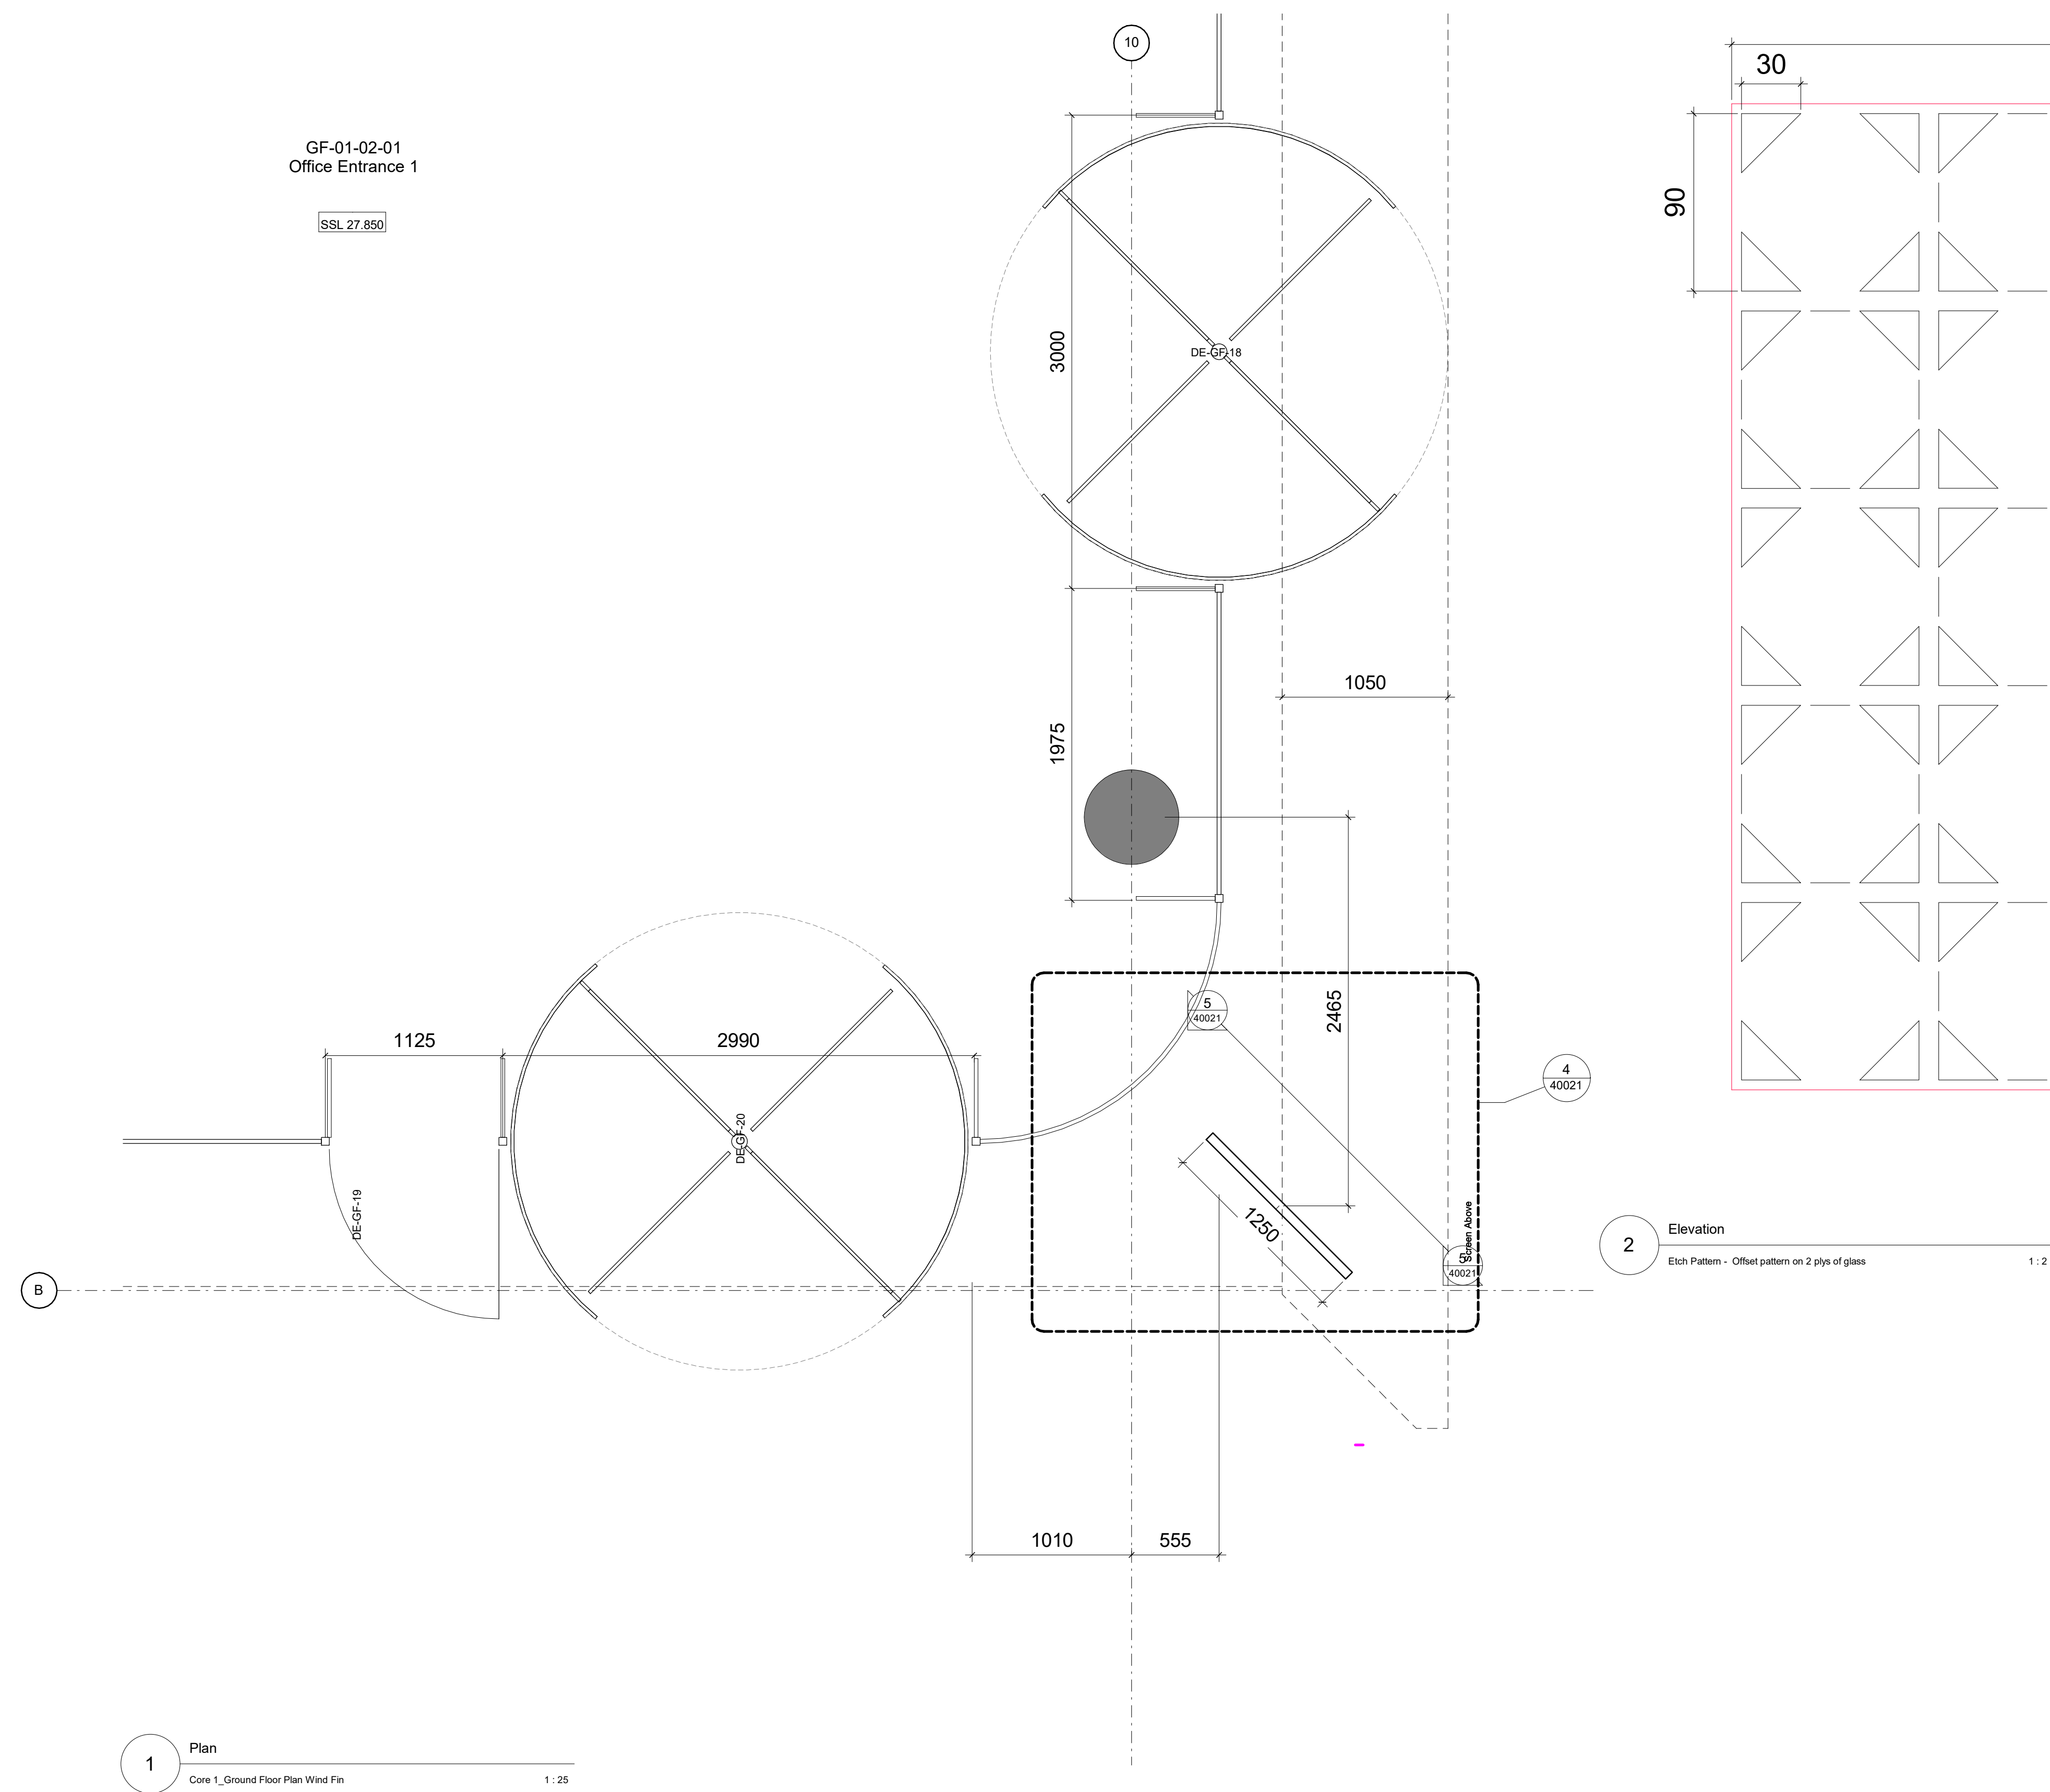 10
30
GF-01-02-01
Office Entrance 1
SSL 27.850
90
DE-GF-18
3000
1050
1975
2465
5
40021
1125
2990
4
40021
DE-GF-20
DE-GF-19
1250
Screen Above
5
40021
B
2
Elevation
Etch Pattern - Offset pattern on 2 plys of glass
1 : 2
1010
555
1
Plan
Core 1_Ground Floor Plan Wind Fin
1 : 25